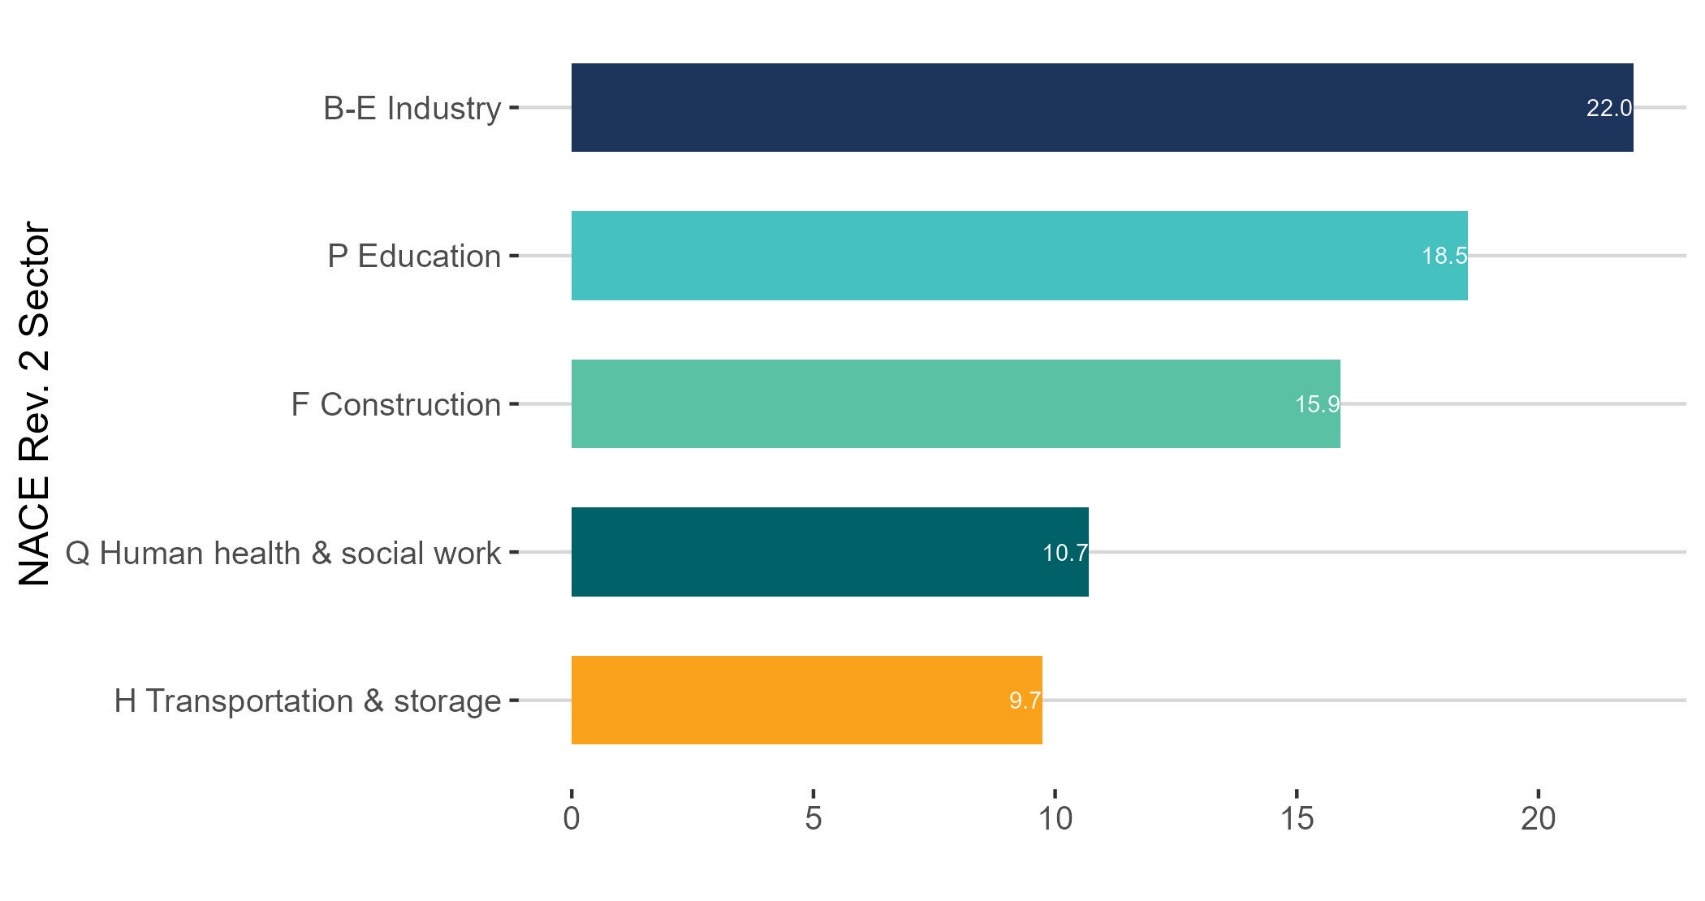 NACE Rev. 2 Sector
B-E Industry
22.0
P Education
18.5
F Construction
15.9
Q Human health & social work
10.7
H Transportation & storage
9.7
0 5 10 15 20